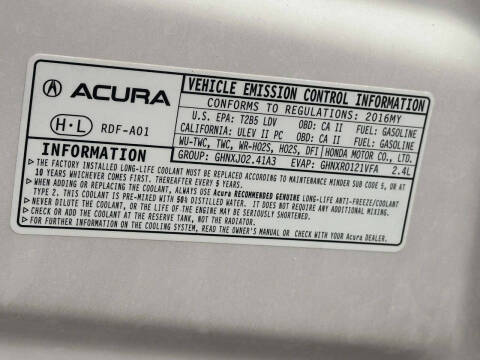 ACURA
H·L RDF-A01
VEHICLE EMISSION CONTROL INFORMATION
CONFORMS TO REGULATIONS: 2016MY
U.S. EPA: T2B5 LDV OBD: CA II FUEL: GASOLINE
CALIFORNIA: ULEV II PC OBD: CA II FUEL: GASOLINE
WU-TWC, TWC, WR-HO2S, HO2S, DFI HONDA MOTOR CO., LTD.
GROUP: GHNXJ02.41A3 EVAP: GHNXR0121VFA 2.4L
INFORMATION
▶ THE FACTORY INSTALLED LONG-LIFE COOLANT MUST BE REPLACED ACCORDING TO MAINTENANCE MINDER SUB CODE 5, OR AT
10 YEARS WHICHEVER COMES FIRST. EVERY 5 YEARS AFTER REPLACING.
▶ WHEN ADDING OR REPLACING THE COOLANT, ALWAYS USE Acura RECOMMENDED GENUINE LONG-LIFE ANTI-FREEZE/COOLANT
TYPE 2. THIS COOLANT IS PRE-MIXED WITH 50% DISTILLED WATER. IT DOES NOT REQUIRE ANY ADDITIONAL MIXING.
▶ NEVER DILUTE THE COOLANT, OR THE LIFE OF THE ENGINE MAY BE SERIOUSLY IMPAIRED.
▶ CHECK OR ADD THE COOLANT AT THE RESERVE TANK, NOT THE RADIATOR.
▶ FOR FURTHER INFORMATION ON THE COOLING SYSTEM, READ THE OWNER'S MANUAL OR CHECK WITH YOUR Acura DEALER.